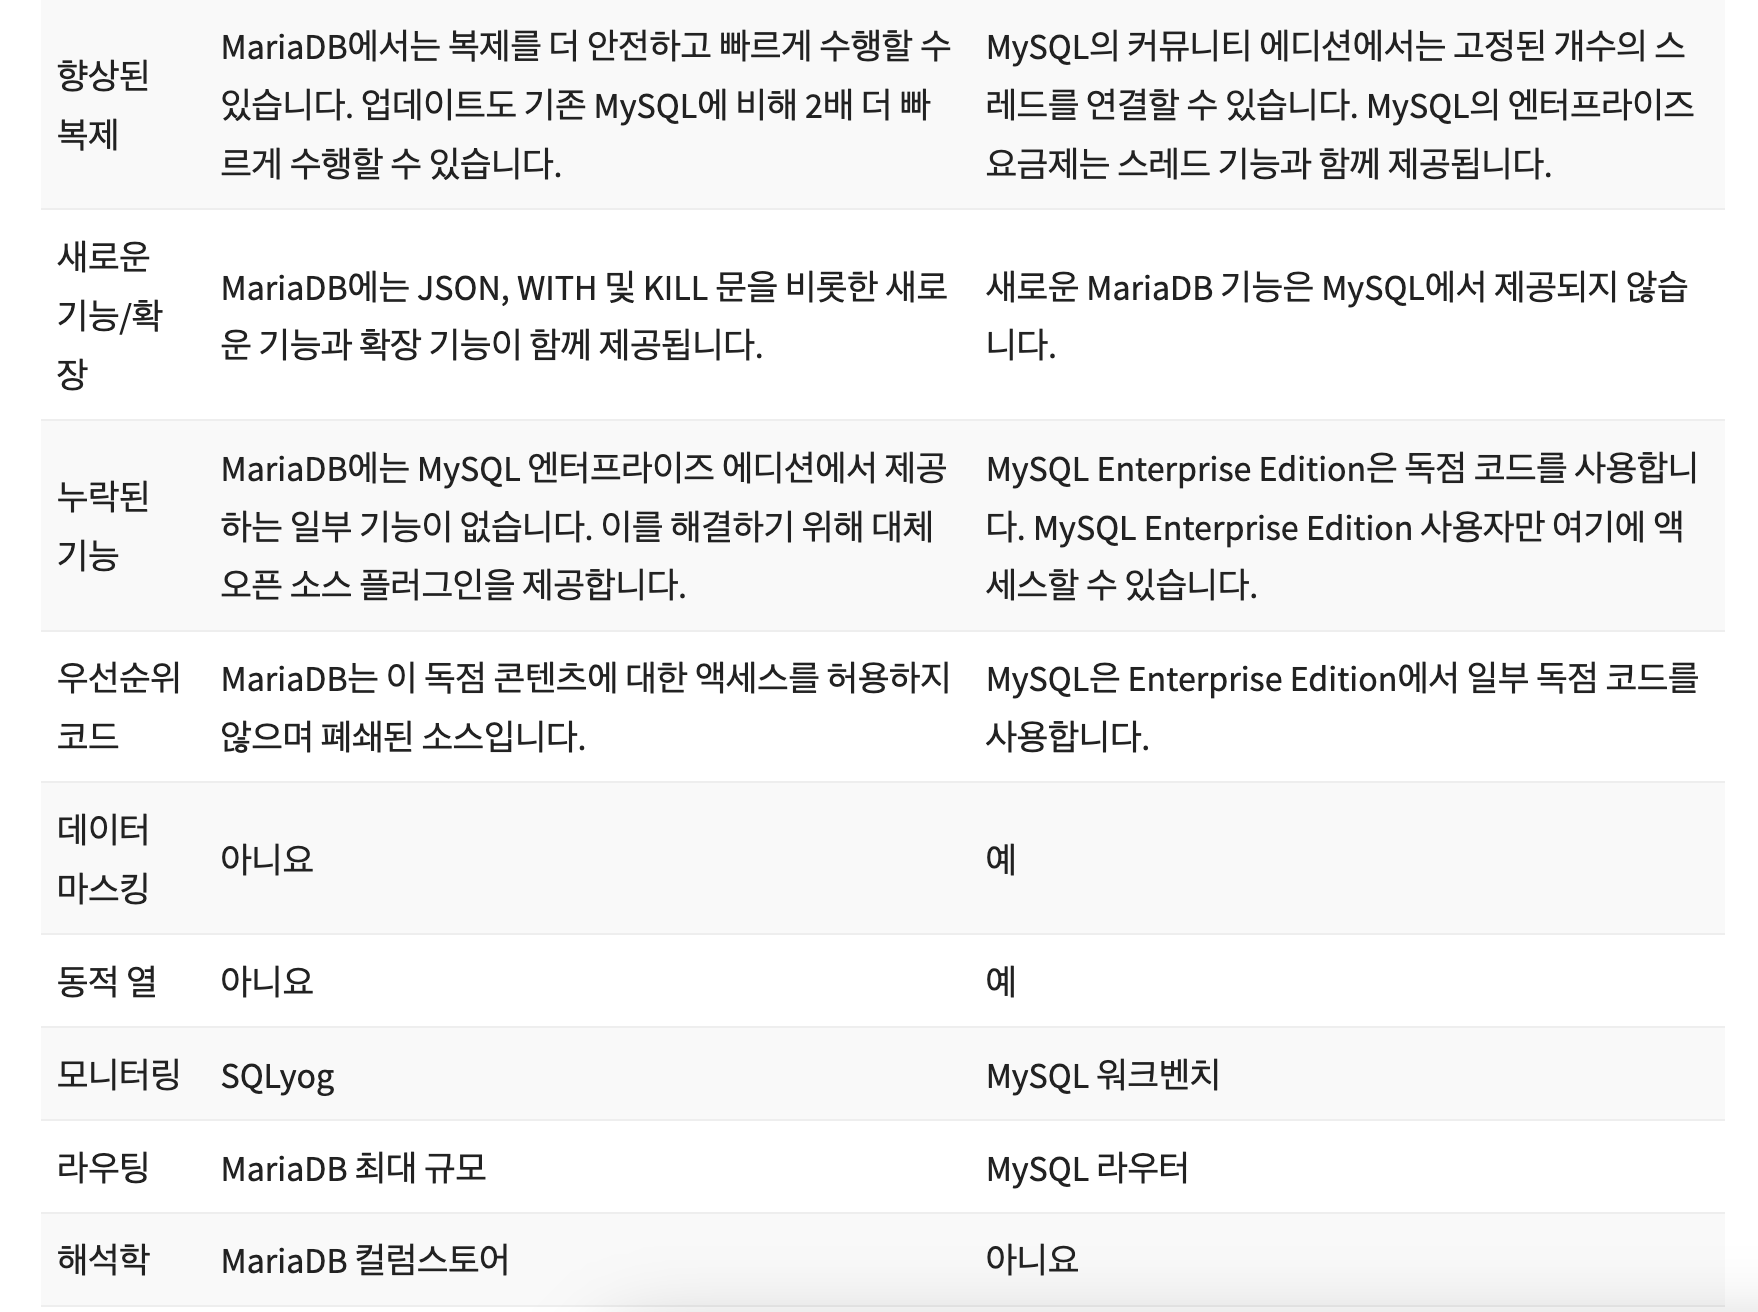 향상된
복제
MariaDB에서는 복제를 더 안전하고 빠르게 수행할 수
있습니다. 업데이트도 기존 MySQL에 비해 2배 더 빠
르게 수행할 수 있습니다.
MySQL의 커뮤니티 에디션에서는 고정된 개수의 스
레드를 연결할 수 있습니다. MySQL의 엔터프라이즈
요금제는 스레드 기능과 함께 제공됩니다.
새로운
기능/확
장
MariaDB에는 JSON, WITH 및 KILL 문을 비롯한 새로
운 기능과 확장 기능이 함께 제공됩니다.
새로운 MariaDB 기능은 MySQL에서 제공되지 않습
니다.
누락된
기능
MariaDB에는 MySQL 엔터프라이즈 에디션에서 제공
하는 일부 기능이 없습니다. 이를 해결하기 위해 대체
오픈 소스 플러그인을 제공합니다.
MySQL Enterprise Edition은 독점 코드를 사용합니
다. MySQL Enterprise Edition 사용자만 여기에 액
세스할 수 있습니다.
우선순위
코드
MariaDB는 이 독점 콘텐츠에 대한 액세스를 허용하지
않으며 폐쇄된 소스입니다.
MySQL은 Enterprise Edition에서 일부 독점 코드를
사용합니다.
데이터
마스킹
아니요
예
동적 열
아니요
예
모니터링
SQLyog
MySQL 워크벤치
라우팅
MariaDB 최대 규모
MySQL 라우터
해석학
MariaDB 컬럼스토어
아니요